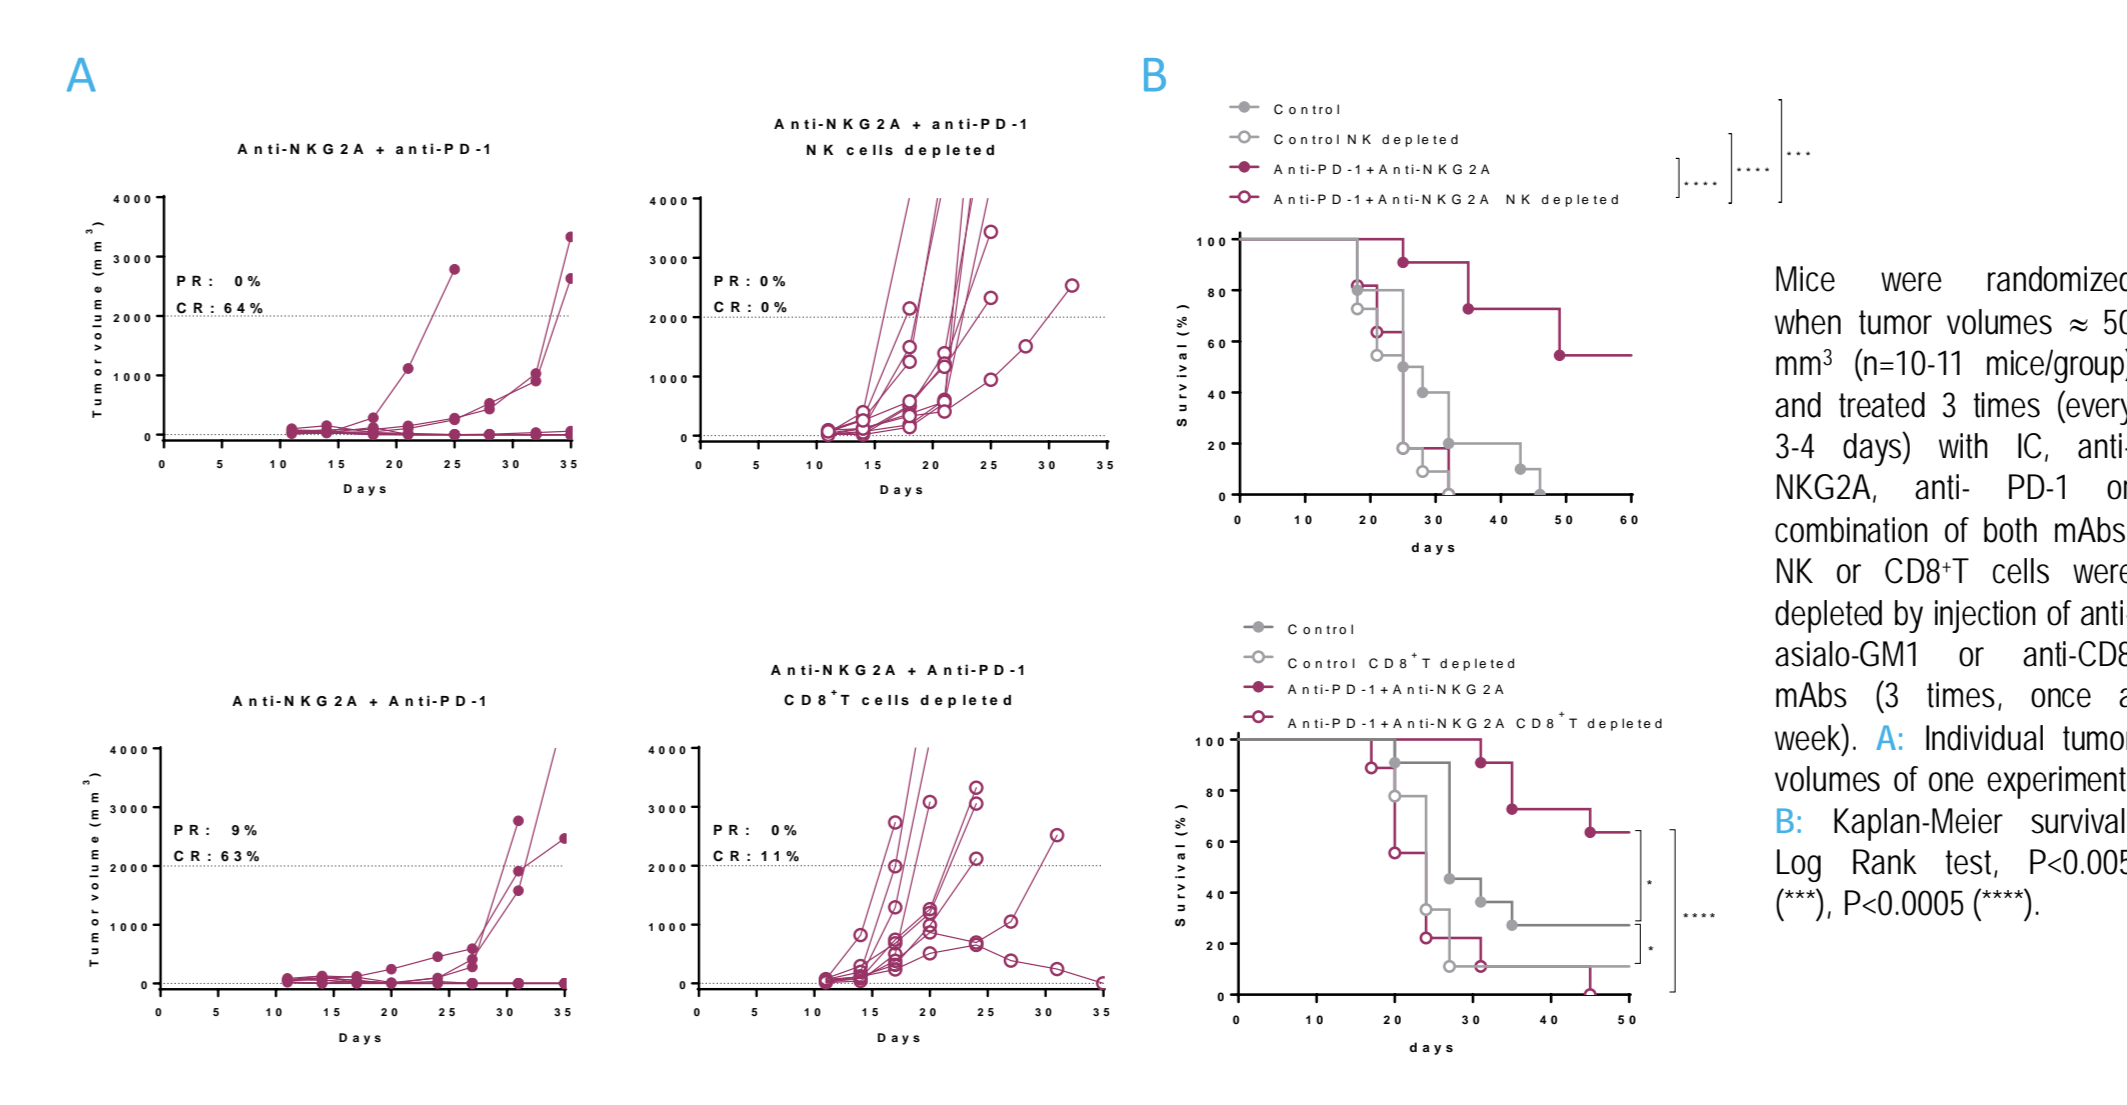 A
Anti-NKG2A + anti-PD-1
4000
3000
2000
1000
0
Tumor volume (mm3)
PR: 0%
CR: 64%
0 5 10 15 20 25 30 35
Days
Anti-NKG2A + anti-PD-1
NK cells depleted
4000
3000
2000
1000
0
PR: 0%
CR: 0%
0 5 10 15 20 25 30 35
Days
Anti-NKG2A + Anti-PD-1
4000
3000
2000
1000
0
Tumor volume (mm3)
PR: 9%
CR: 63%
0 5 10 15 20 25 30 35
Days
Anti-NKG2A + Anti-PD-1
CD8+T cells depleted
4000
3000
2000
1000
0
PR: 0%
CR: 11%
0 5 10 15 20 25 30 35
Days
B
Control
Control NK depleted
Anti-PD-1+Anti-NKG2A
Anti-PD-1+Anti-NKG2A NK depleted
****
****
***
100
80
60
40
20
0
Survival (%)
0 10 20 30 40 50 60
days
Control
Control CD8+T depleted
Anti-PD-1+Anti-NKG2A
Anti-PD-1+Anti-NKG2A CD8+T depleted
100
80
60
40
20
0
Survival (%)
*
*
****
0 10 20 30 40 50
days
Mice were randomized
when tumor volumes ≈ 50
mm3 (n=10-11 mice/group)
and treated 3 times (every
3-4 days) with IC, anti-
NKG2A, anti- PD-1 or
combination of both mAbs.
NK or CD8+T cells were
depleted by injection of anti-
asialo-GM1 or anti-CD8
mAbs (3 times, once a
week). A: Individual tumor
volumes of one experiment.
B: Kaplan-Meier survival.
Log Rank test, P<0.005
(***), P<0.0005 (****).